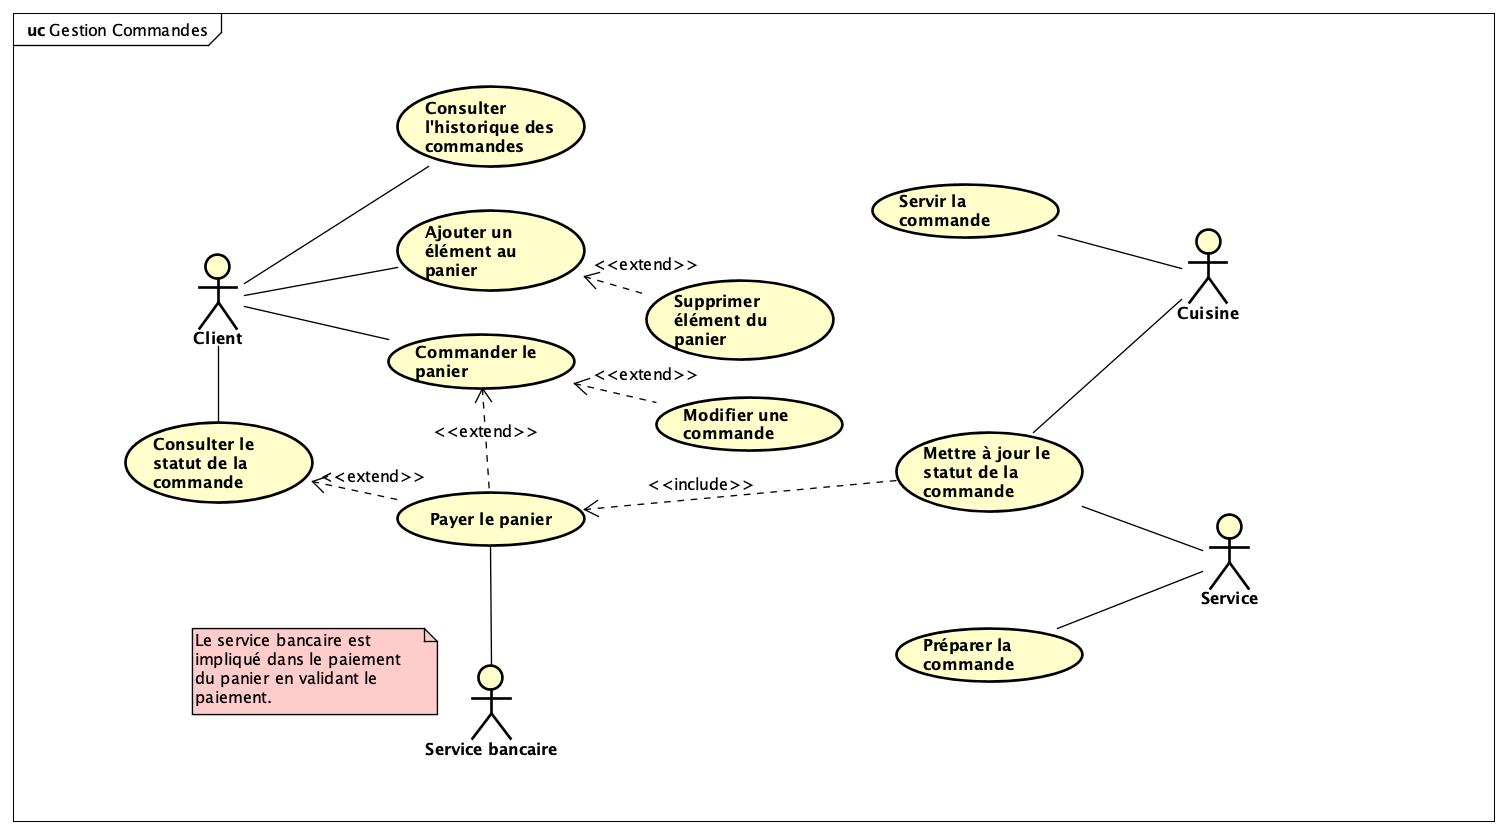 uc Gestion Commandes
Consulter
l'historique des
commandes
Servir la
commande
Ajouter un
élément au
panier
<<extend>>
Supprimer
élément du
panier
Client
Cuisine
Commander le
panier
<<extend>>
Modifier une
commande
<<extend>>
Consulter le
statut de la
commande
<<extend>>
Mettre à jour le
statut de la
commande
<<include>>
Payer le panier
Service
Préparer la
commande
Le service bancaire est
impliqué dans le paiement
du panier en validant le
paiement.
Service bancaire